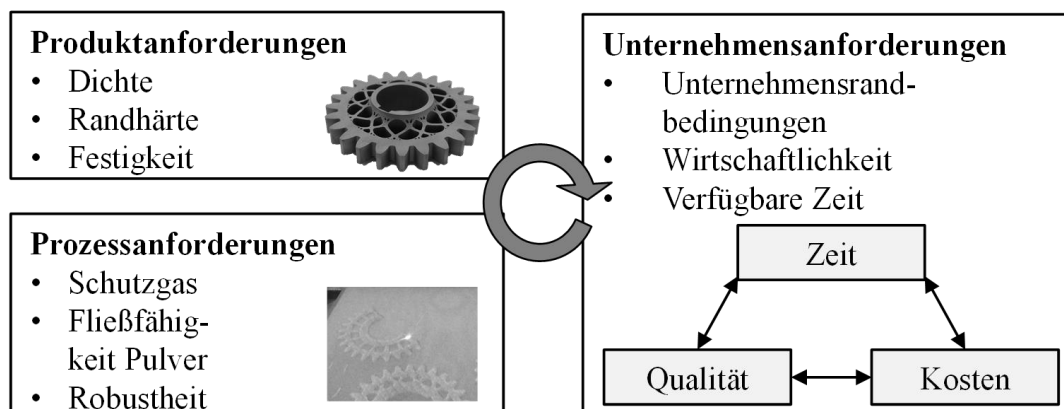 Produktanforderungen
• Dichte
• Randhärte
• Festigkeit
Prozessanforderungen
• Schutzgas
• Fließfähig-
keit Pulver
• Robustheit
Unternehmensanforderungen
• Unternehmensrand-
bedingungen
• Wirtschaftlichkeit
• Verfügbare Zeit
Zeit
Qualität
Kosten